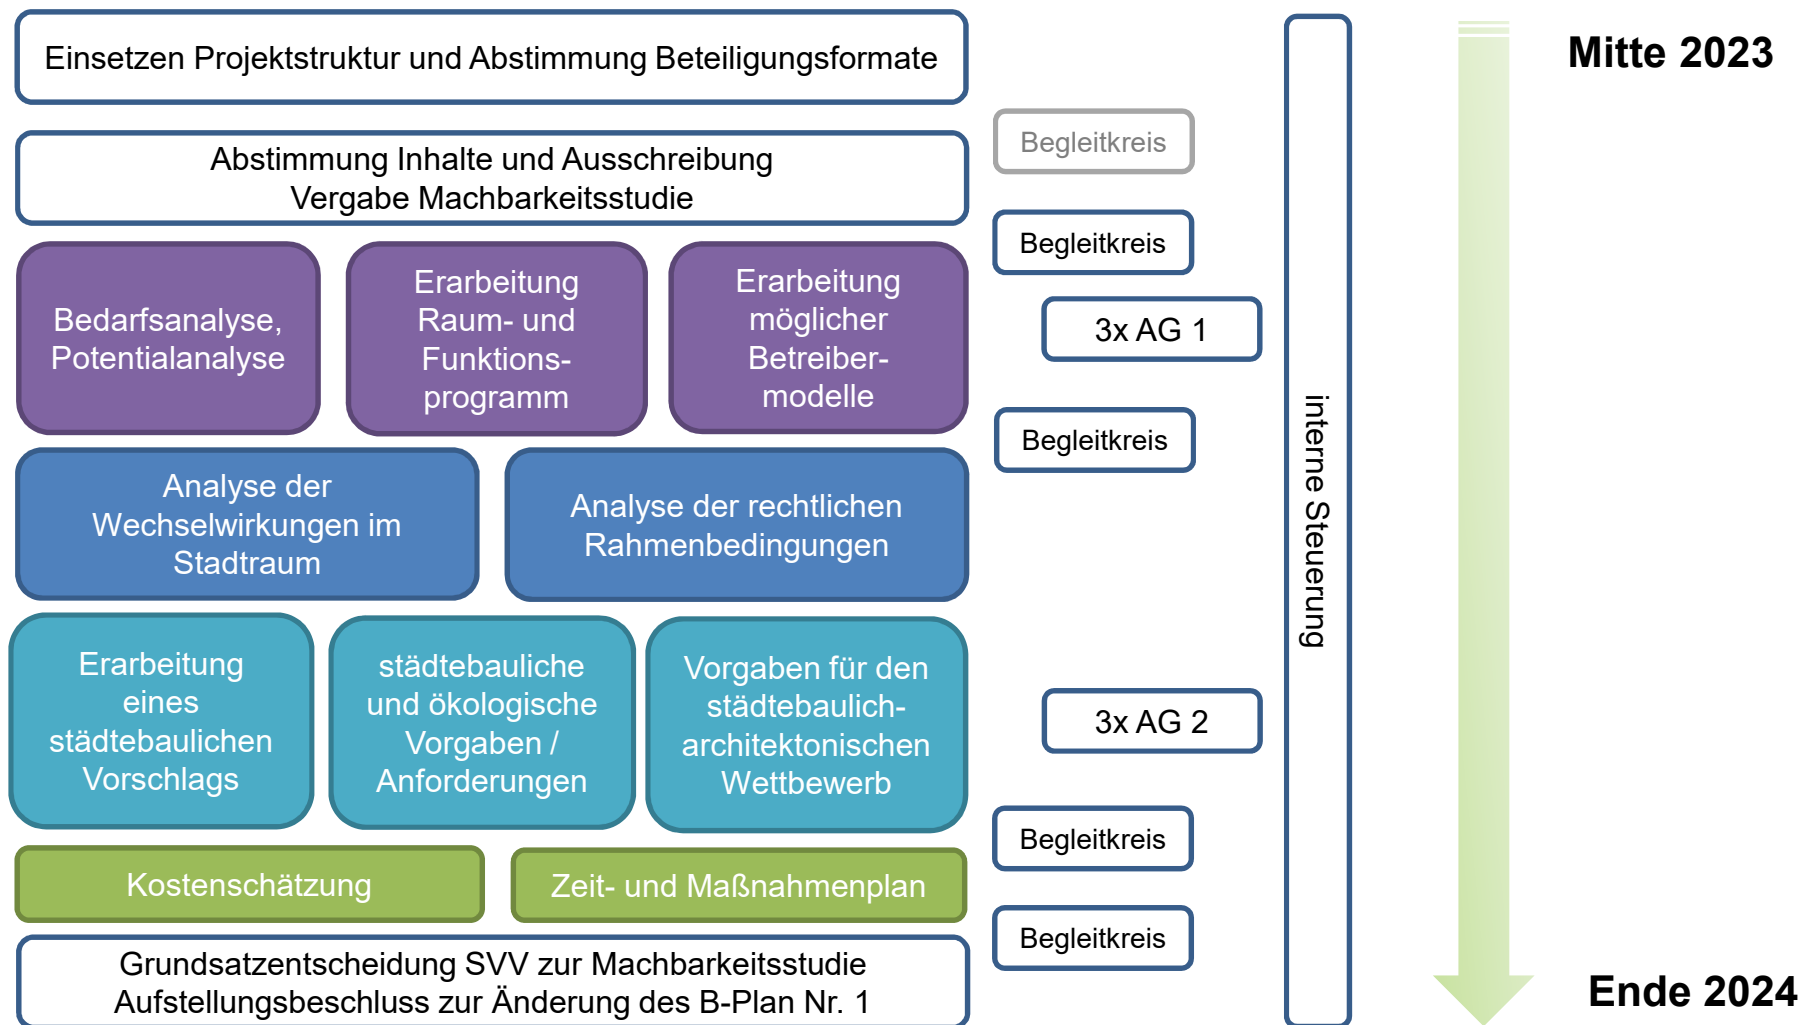 Einsetzen Projektstruktur und Abstimmung Beteiligungsformate
Abstimmung Inhalte und Ausschreibung
Vergabe Machbarkeitsstudie
Bedarfsanalyse,
Potentialanalyse
Erarbeitung
Raum- und
Funktions-
programm
Erarbeitung
möglicher
Betreiber-
modelle
Analyse der
Wechselwirkungen im
Stadtraum
Analyse der rechtlichen
Rahmenbedingungen
Erarbeitung
eines
städtebaulichen
Vorschlags
städtebauliche
und ökologische
Vorgaben /
Anforderungen
Vorgaben für den
städtebaulich-
architektonischen
Wettbewerb
Kostenschätzung
Zeit- und Maßnahmenplan
Grundsatzentscheidung SVV zur Machbarkeitsstudie
Aufstellungsbeschluss zur Änderung des B-Plan Nr. 1
Begleitkreis
Begleitkreis
3x AG 1
Begleitkreis
3x AG 2
Begleitkreis
Begleitkreis
interne Steuerung
Mitte 2023
Ende 2024